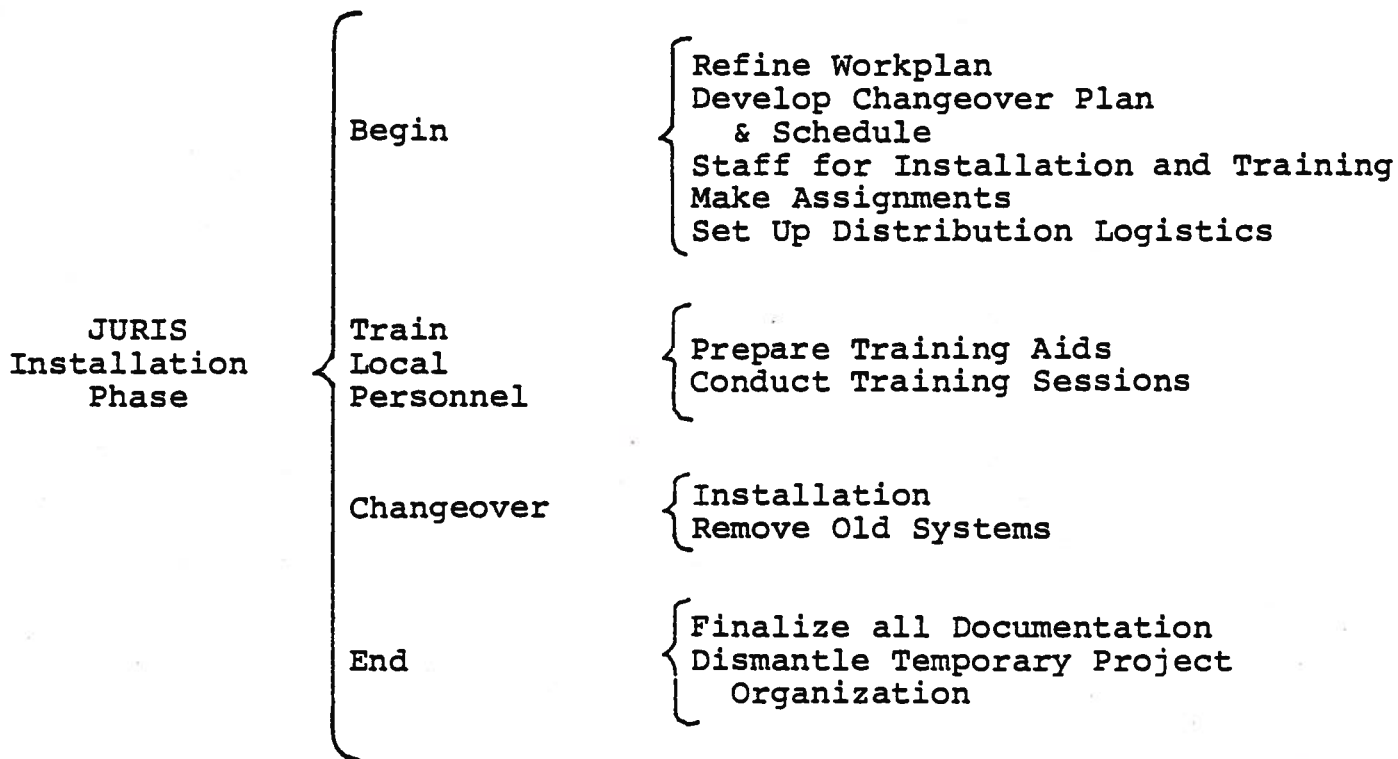 JURIS
Installation
Phase
Begin
Refine Workplan
Develop Changeover Plan
& Schedule
Staff for Installation and Training
Make Assignments
Set Up Distribution Logistics
Train
Local
Personnel
Prepare Training Aids
Conduct Training Sessions
Changeover
Installation
Remove Old Systems
End
Finalize all Documentation
Dismantle Temporary Project
Organization